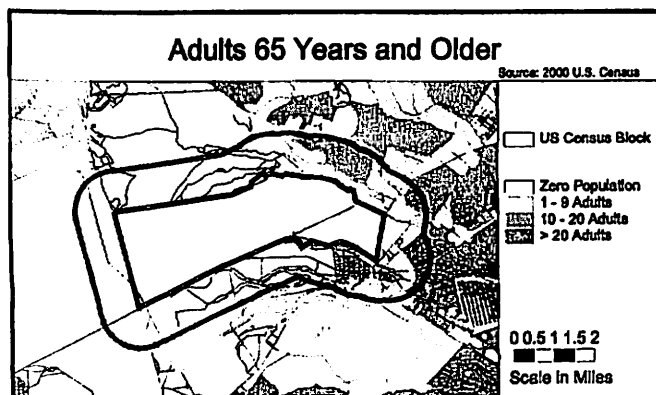 Adults 65 Years and Older
Source: 2000 U.S. Census
US Census Block
Zero Population
1 - 9 Adults
10 - 20 Adults
> 20 Adults
0 0.5 1 1.5 2
Scale in Miles